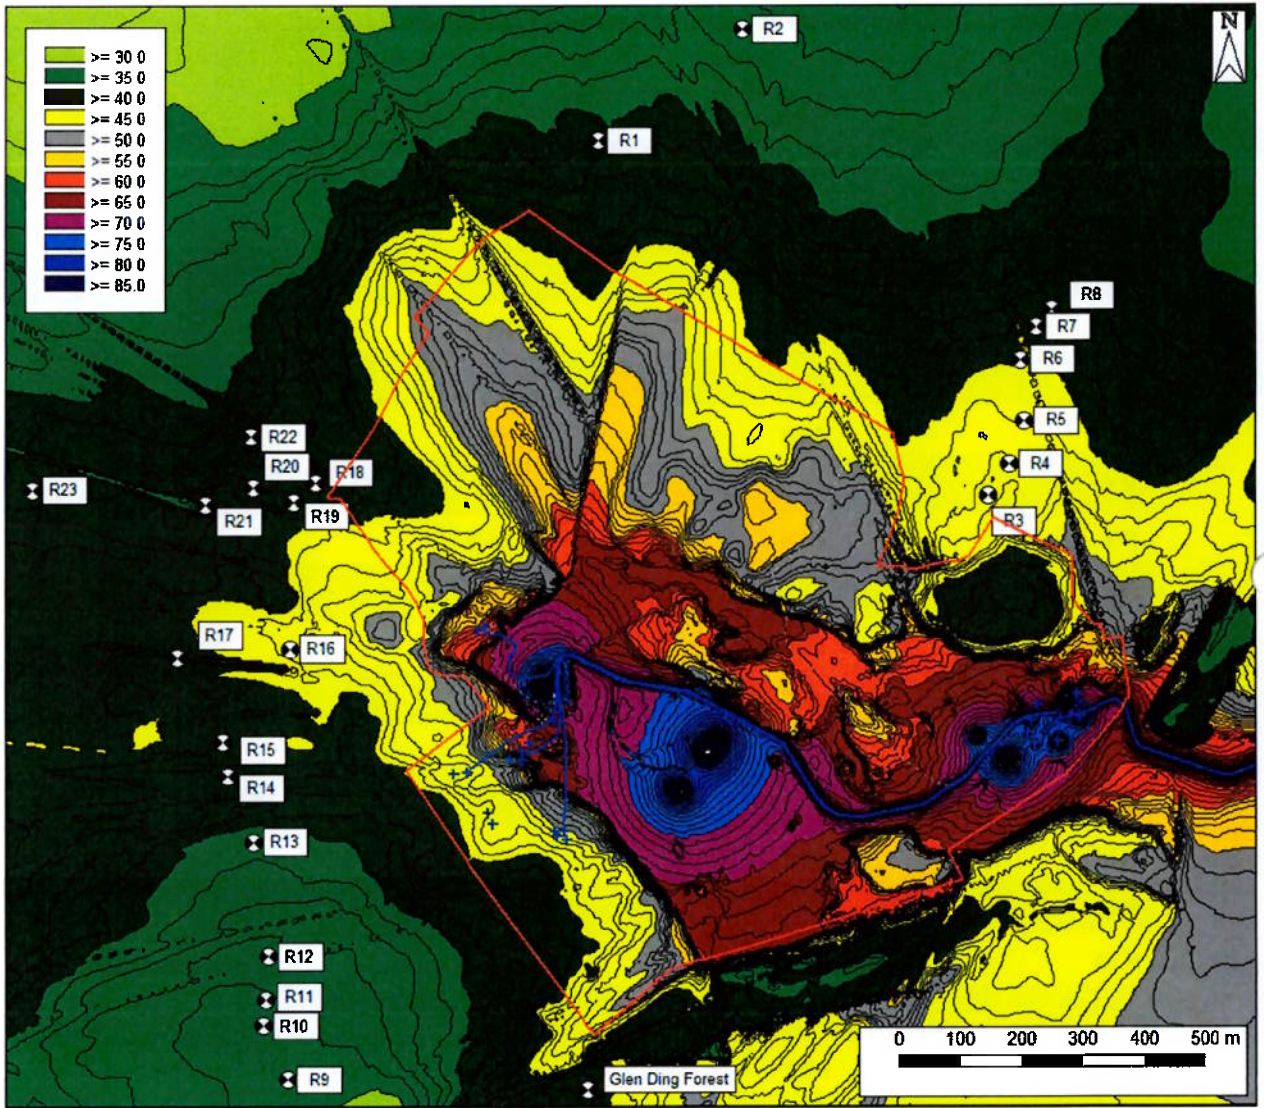 R2
N
>= 30 0
>= 35 0
>= 40 0
>= 45 0
>= 50 0
>= 55 0
>= 60 0
>= 65 0
>= 70 0
>= 75 0
>= 80 0
>= 85.0
R1
R8
R7
R6
R5
R4
R3
R22
R20
R18
R23
R21
R19
R17
R16
R15
R14
R13
R12
R11
R10
R9
Glen Ding Forest
0 100 200 300 400 500 m